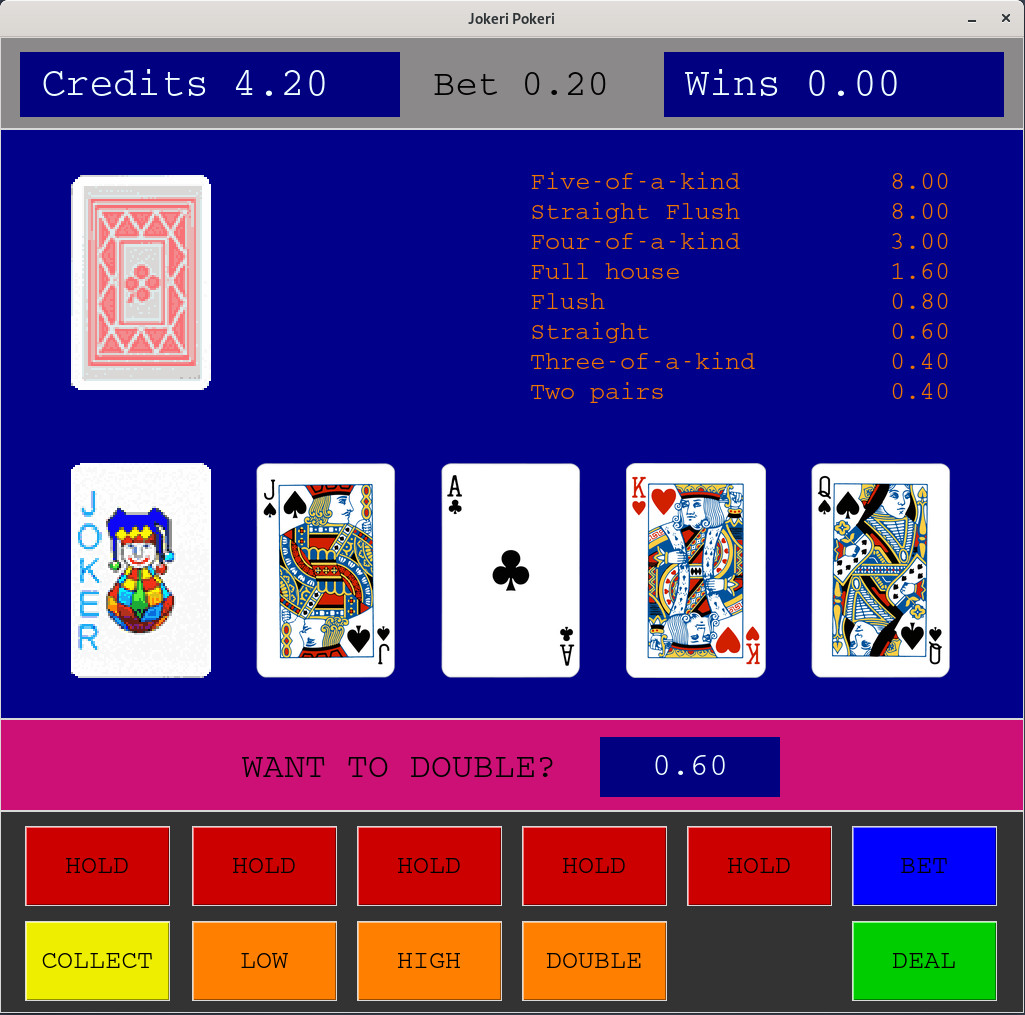 Jokeri Pokeri
Credits 4.20 Bet 0.20 Wins 0.00
Five-of-a-kind 8.00
Straight Flush 8.00
Four-of-a-kind 3.00
Full house 1.60
Flush 0.80
Straight 0.60
Three-of-a-kind 0.40
Two pairs 0.40
JOKER
J J
A A
K K
Q Q
WANT TO DOUBLE? 0.60
HOLD HOLD HOLD HOLD HOLD BET
COLLECT LOW HIGH DOUBLE DEAL